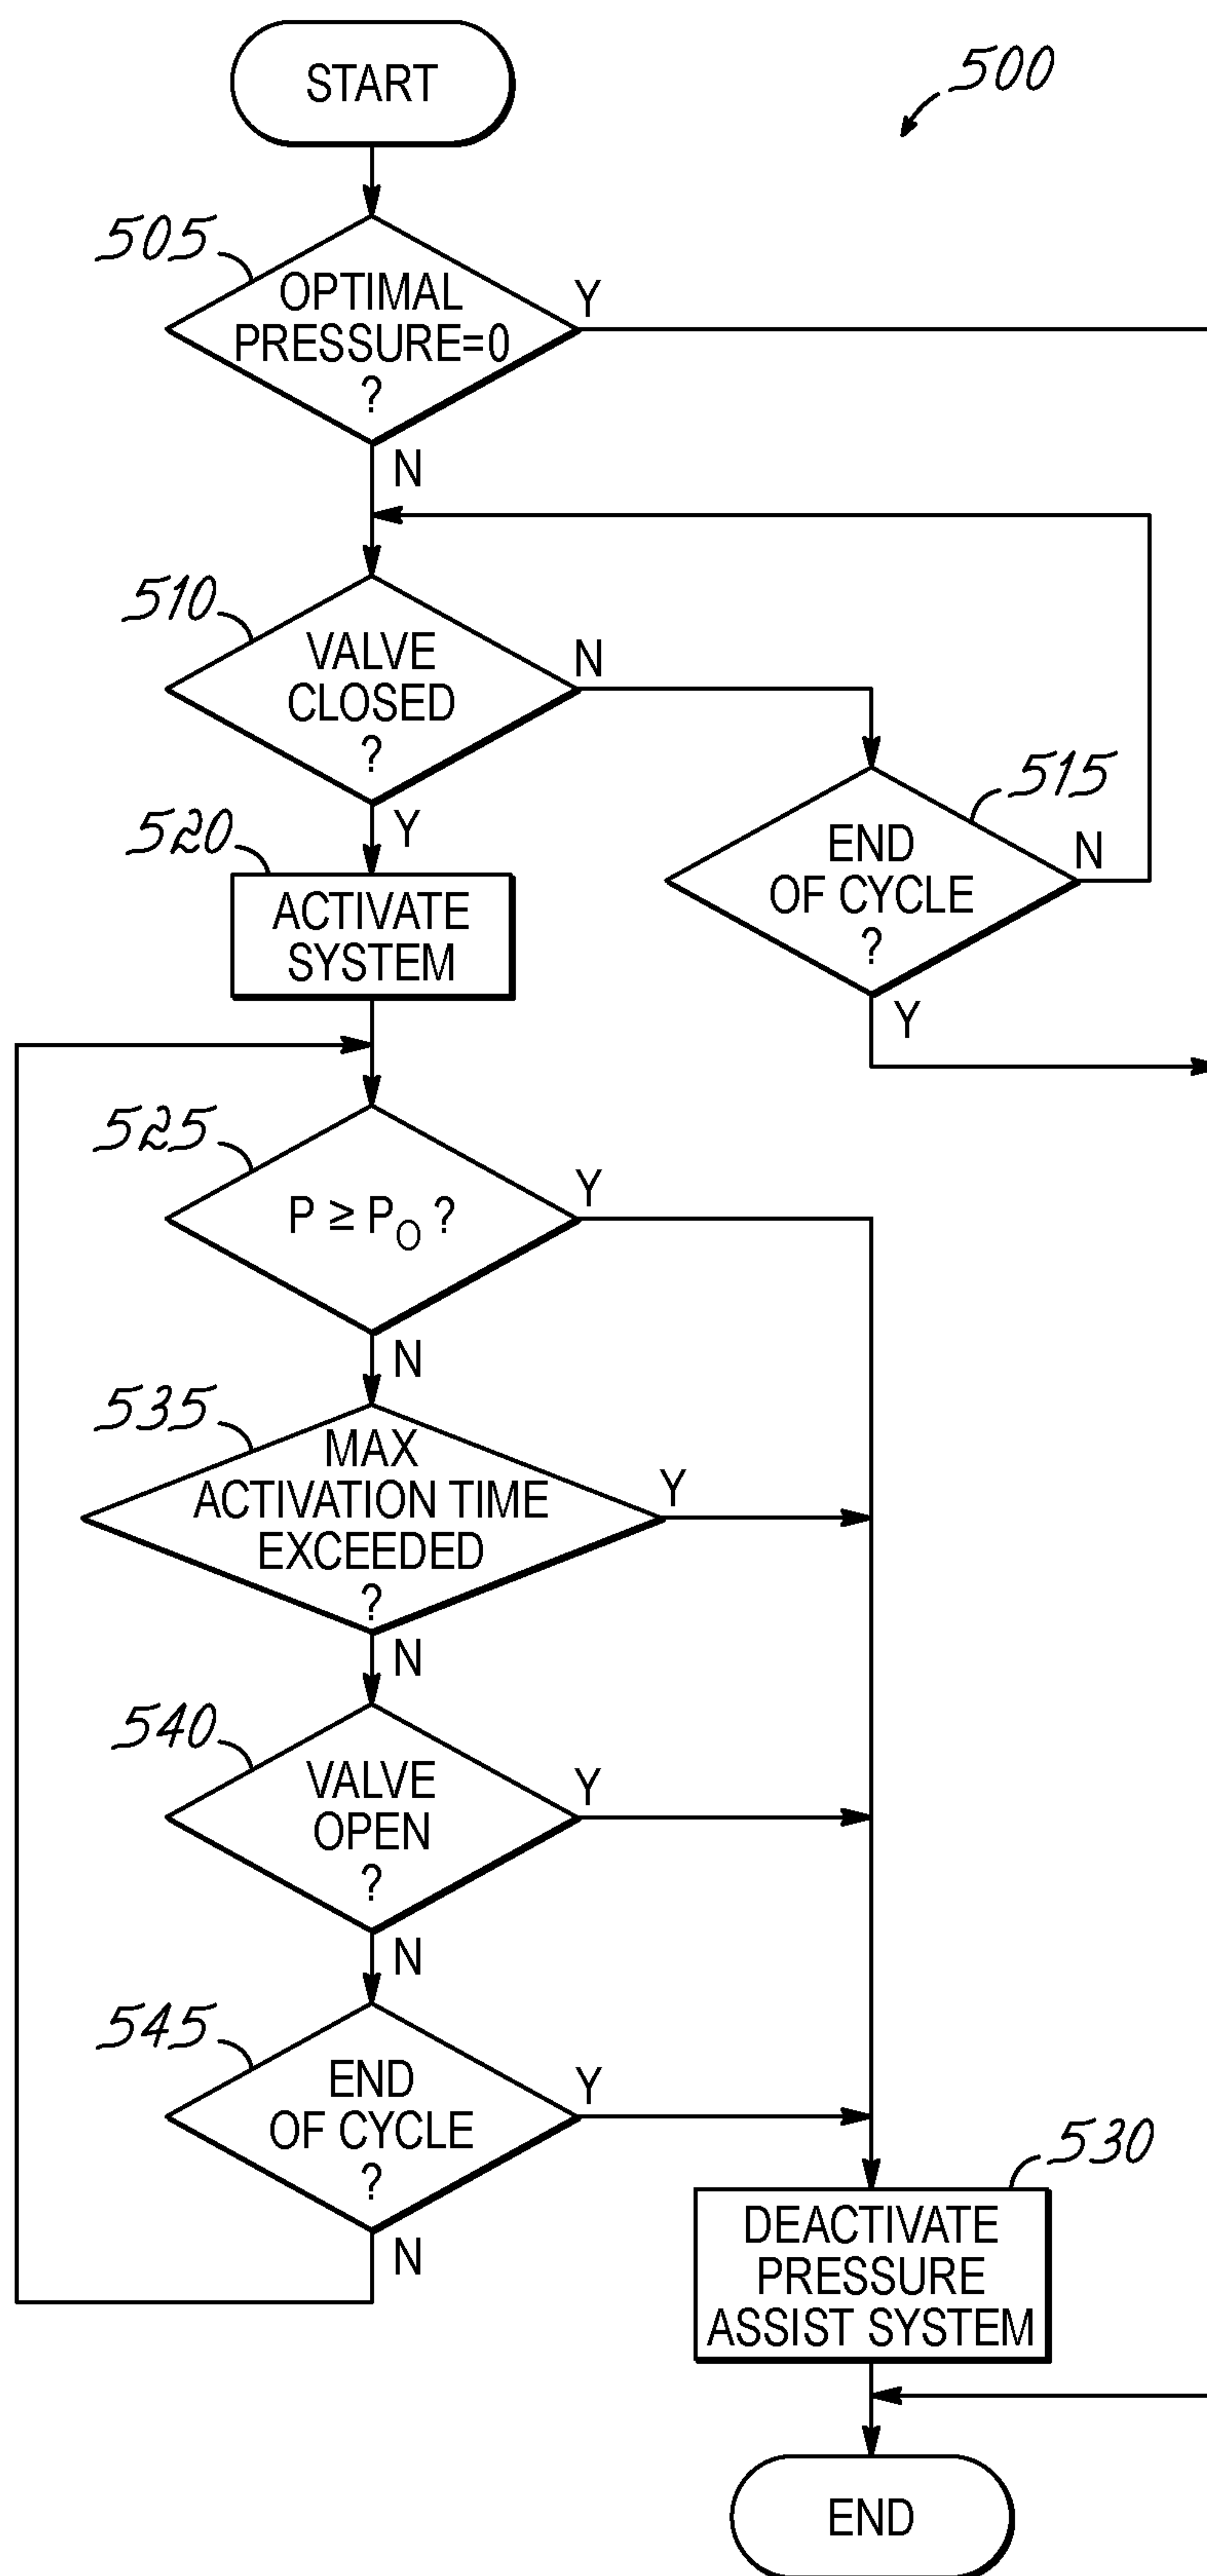 START
500
505
OPTIMAL
PRESSURE=0
?
Y
N
510
VALVE
CLOSED
?
N
Y
515
END
OF CYCLE
?
N
Y
520
ACTIVATE
SYSTEM
525
P ≥ PO ?
Y
N
535
MAX
ACTIVATION TIME
EXCEEDED
?
Y
N
540
VALVE
OPEN
?
Y
N
545
END
OF CYCLE
?
Y
N
530
DEACTIVATE
PRESSURE
ASSIST SYSTEM
END